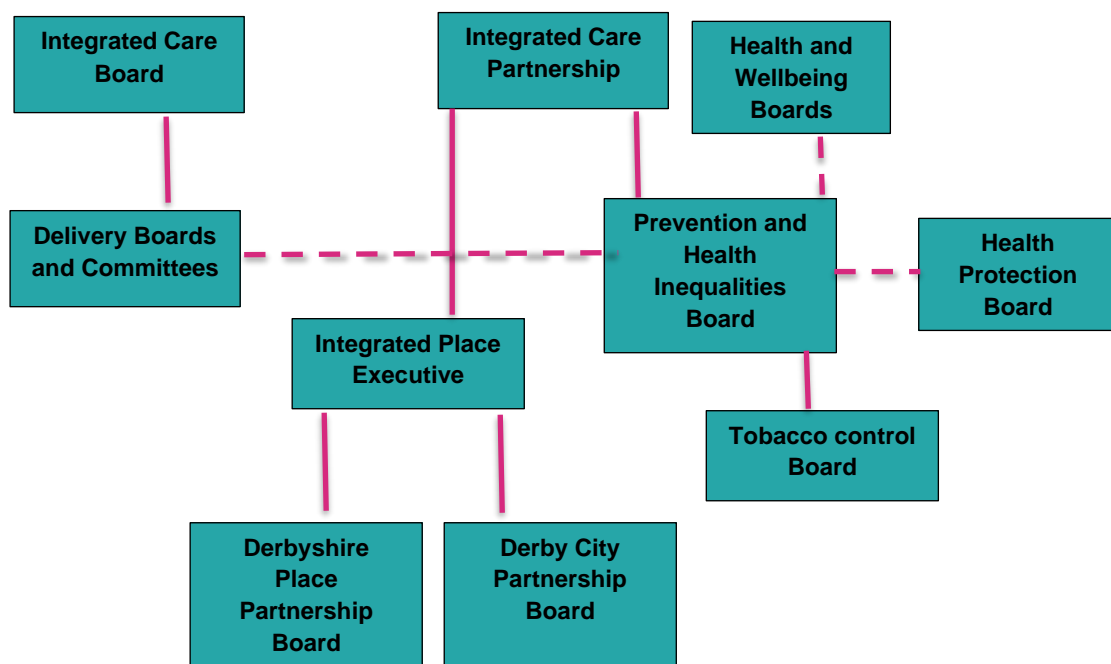 Integrated Care
Board
Integrated Care
Partnership
Health and
Wellbeing
Boards
Delivery Boards
and Committees
Prevention and
Health
Inequalities
Board
Health
Protection
Board
Integrated Place
Executive
Tobacco control
Board
Derbyshire
Place
Partnership
Board
Derby City
Partnership
Board